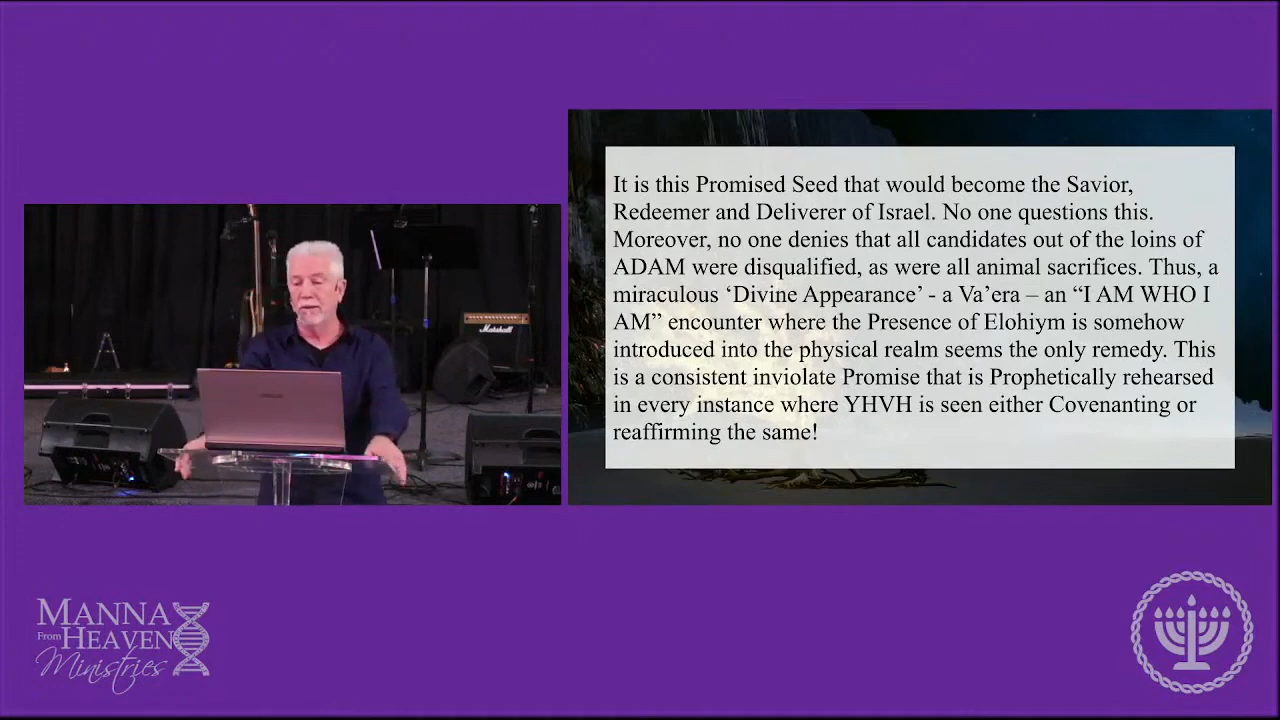 It is this Promised Seed that would become the Savior,
Redeemer and Deliverer of Israel. No one questions this.
Moreover, no one denies that all candidates out of the loins of
ADAM were disqualified, as were all animal sacrifices. Thus, a
miraculous ‘Divine Appearance’ - a Va’era – an “I AM WHO I
AM” encounter where the Presence of Elohiym is somehow
introduced into the physical realm seems the only remedy. This
is a consistent inviolate Promise that is Prophetically rehearsed
in every instance where YHVH is seen either Covenanting or
reaffirming the same!
Marshall
MANNA
From HEAVEN
Ministries